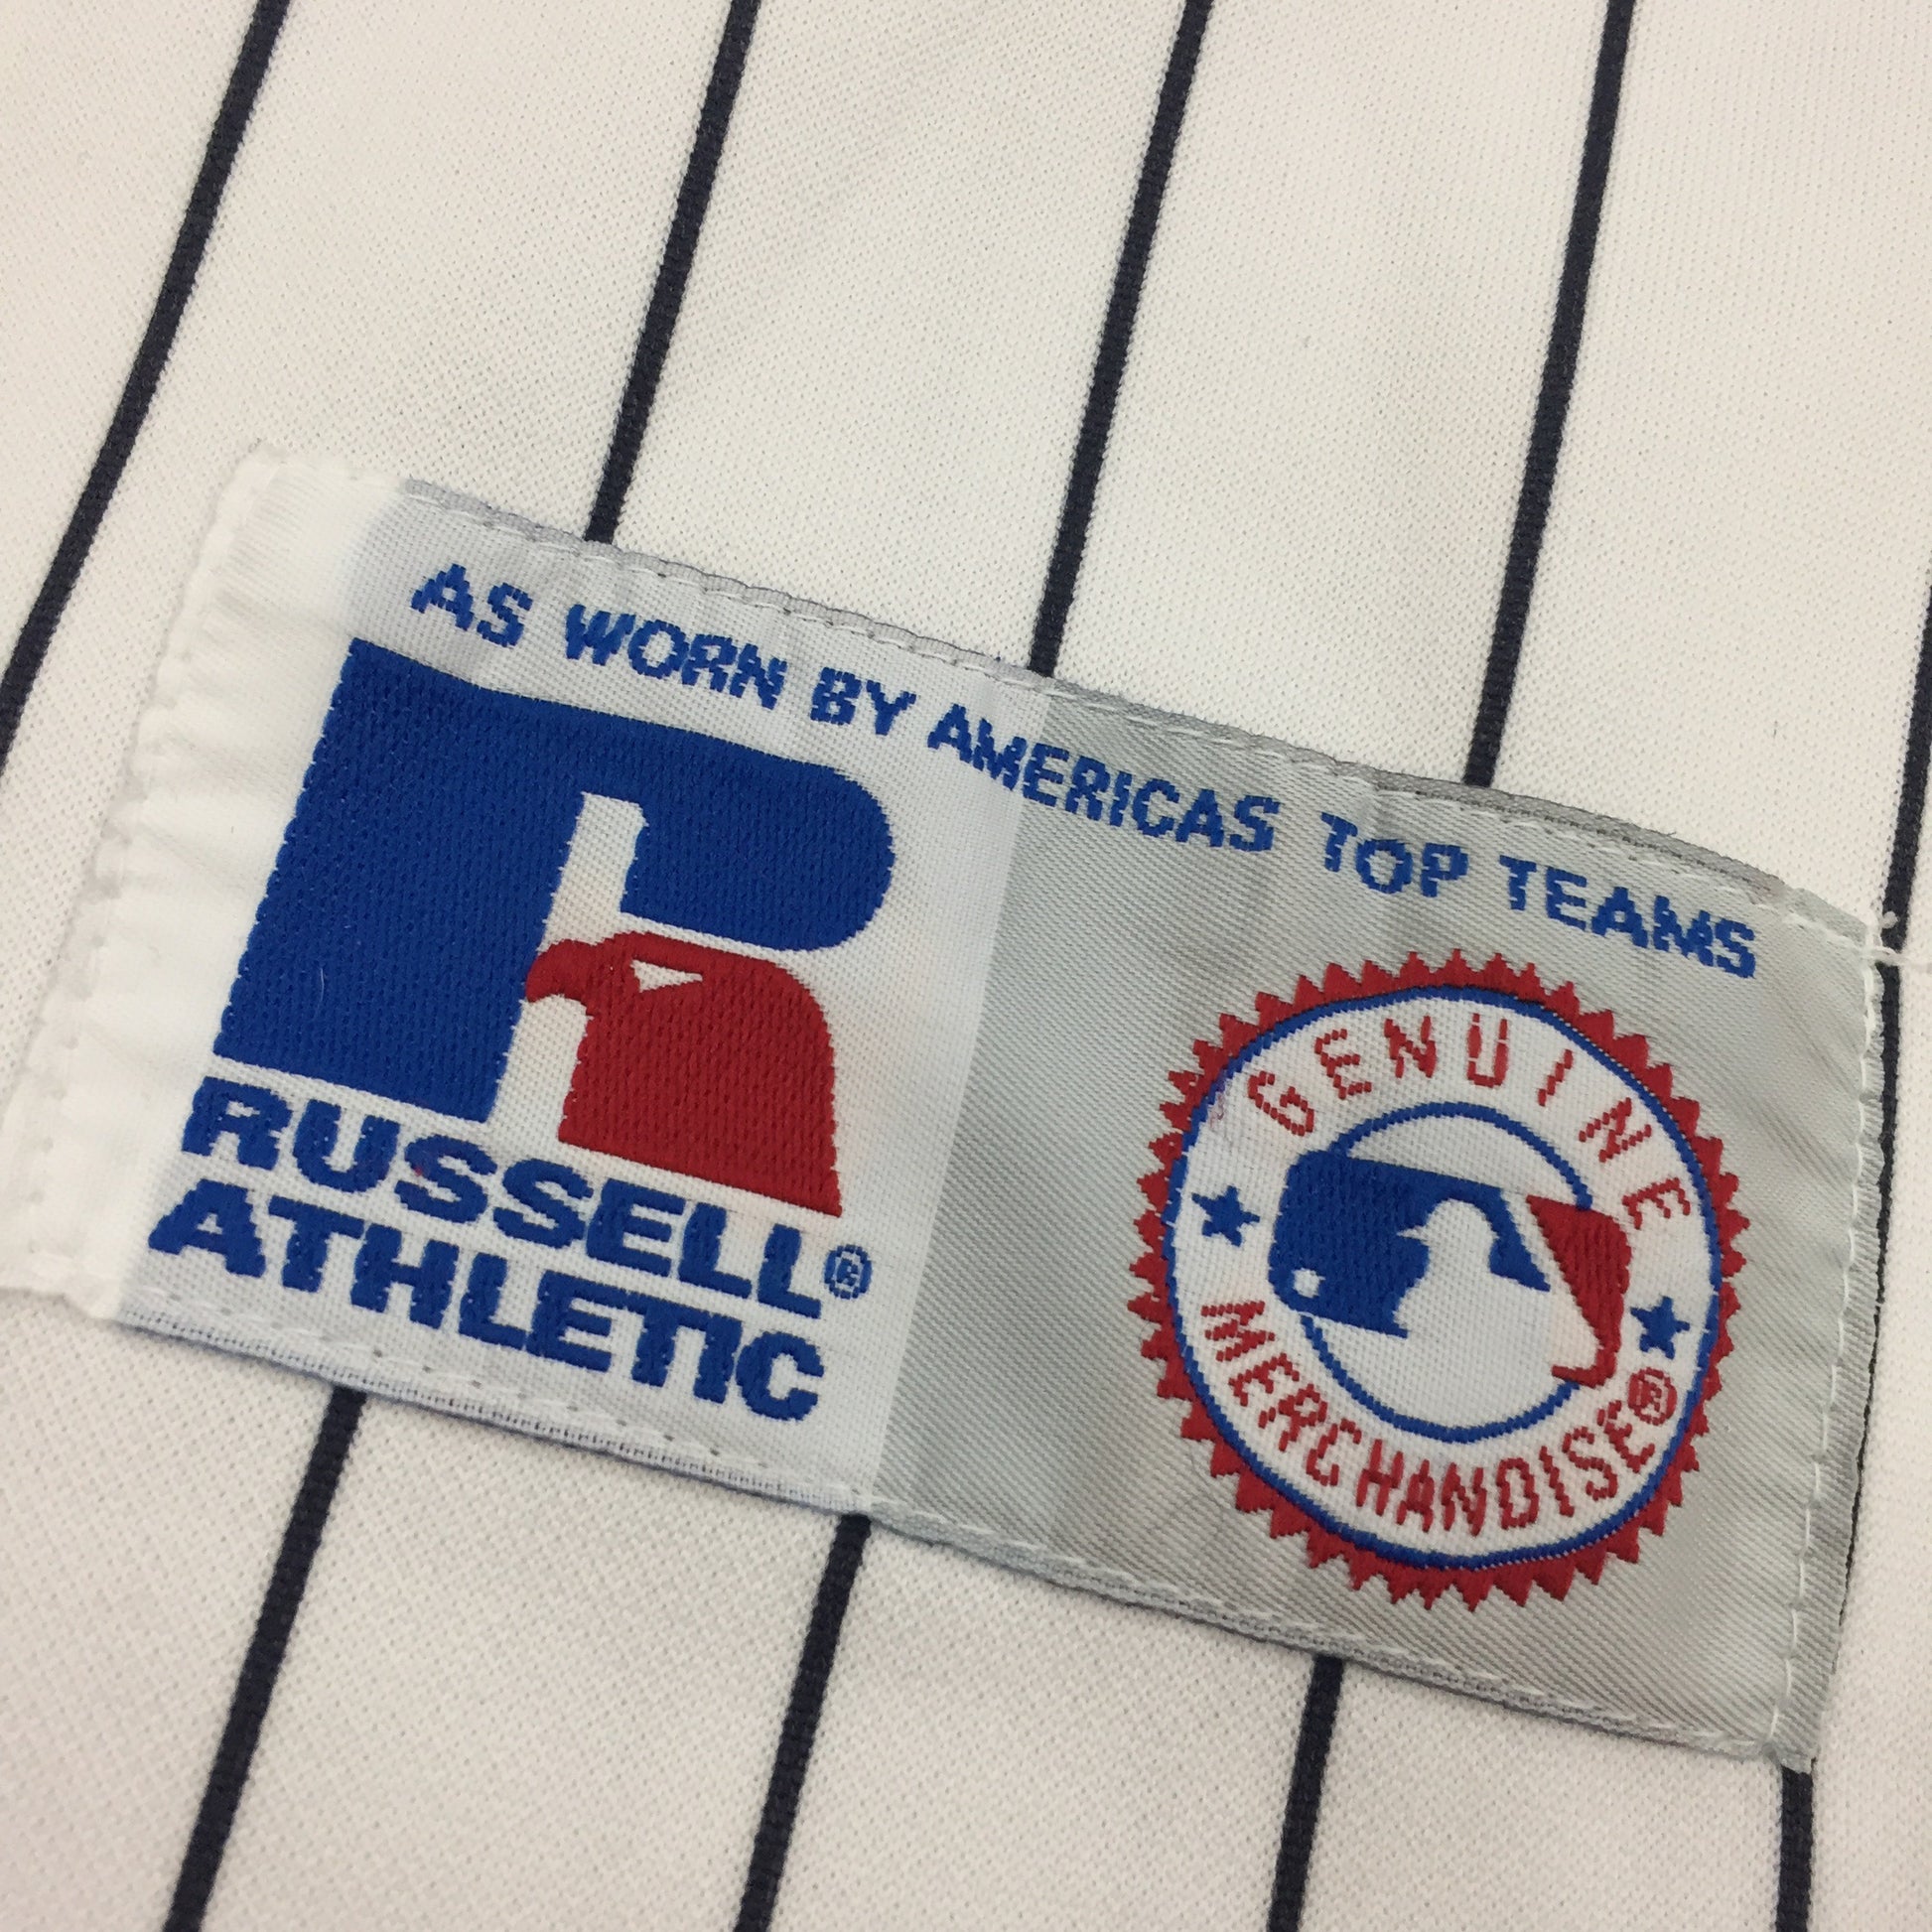 AS WORN BY AMERICAS TOP TEAMS
RUSSELL®
ATHLETIC
GENUINE
MERCHANDISE®